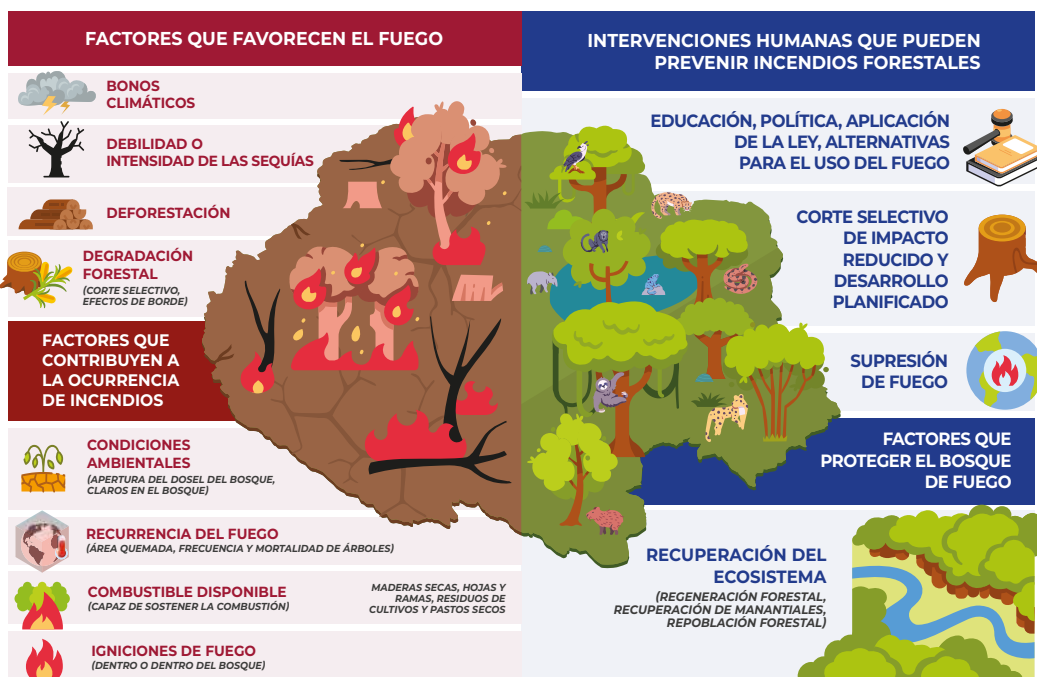 FACTORES QUE FAVORECEN EL FUEGO
BONOS
CLIMÁTICOS
DEBILIDAD O
INTENSIDAD DE LAS SEQUÍAS
DEFORESTACIÓN
DEGRADACIÓN
FORESTAL
(CORTE SELECTIVO,
EFECTOS DE BORDE)
FACTORES QUE
CONTRIBUYEN A
LA OCURRENCIA
DE INCENDIOS
CONDICIONES
AMBIENTALES
(APERTURA DEL DOSEL DEL BOSQUE,
CLAROS EN EL BOSQUE)
RECURRENCIA DEL FUEGO
(ÁREA QUEMADA, FRECUENCIA Y MORTALIDAD DE ÁRBOLES)
COMBUSTIBLE DISPONIBLE
(CAPAZ DE SOSTENER LA COMBUSTIÓN)
MADERAS SECAS, HOJAS Y
RAMAS, RESIDUOS DE
CULTIVOS Y PASTOS SECOS
IGNICIONES DE FUEGO
(DENTRO O DENTRO DEL BOSQUE)
INTERVENCIONES HUMANAS QUE PUEDEN
PREVENIR INCENDIOS FORESTALES
EDUCACIÓN, POLÍTICA, APLICACIÓN
DE LA LEY, ALTERNATIVAS
PARA EL USO DEL FUEGO
CORTE SELECTIVO
DE IMPACTO
REDUCIDO Y
DESARROLLO
PLANIFICADO
SUPRESIÓN
DE FUEGO
FACTORES QUE
PROTEGER EL BOSQUE
DE FUEGO
RECUPERACIÓN DEL
ECOSISTEMA
(REGENERACIÓN FORESTAL,
RECUPERACIÓN DE MANANTIALES,
REPOBLACIÓN FORESTAL)